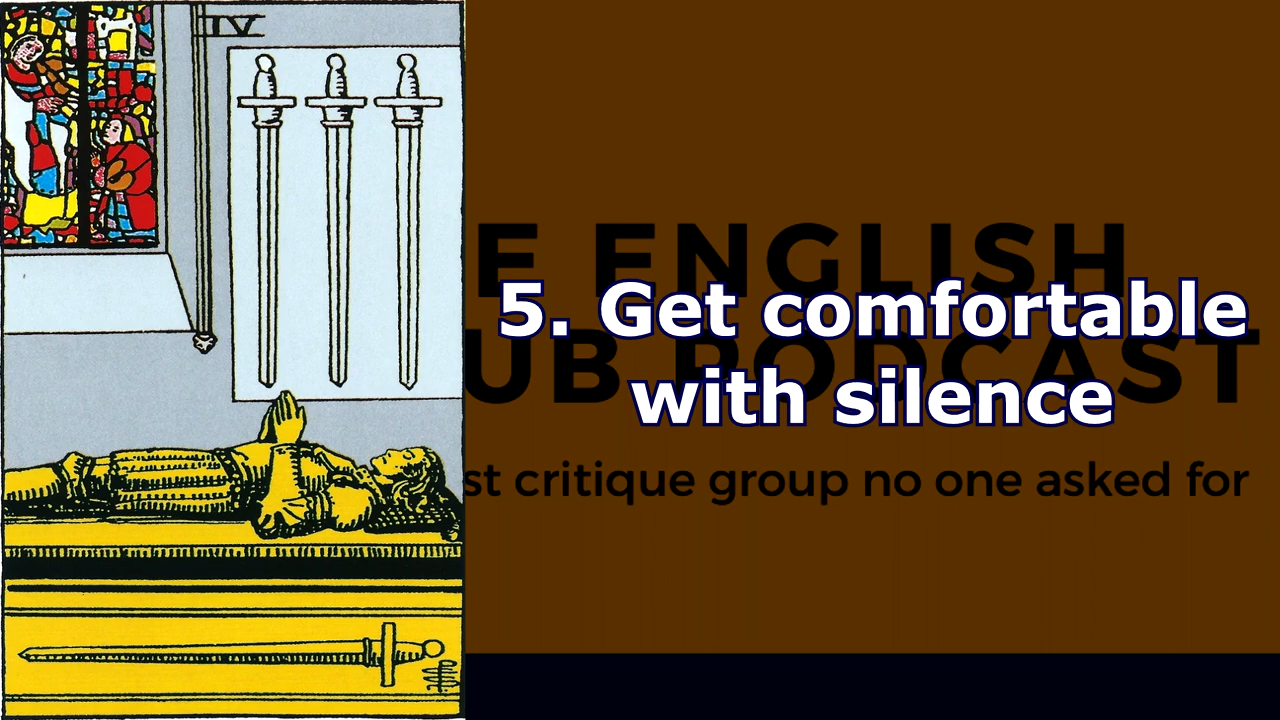 IV
E ENGLISH
5. Get comfortable
UB PODCAST
with silence
st critique group no one asked for